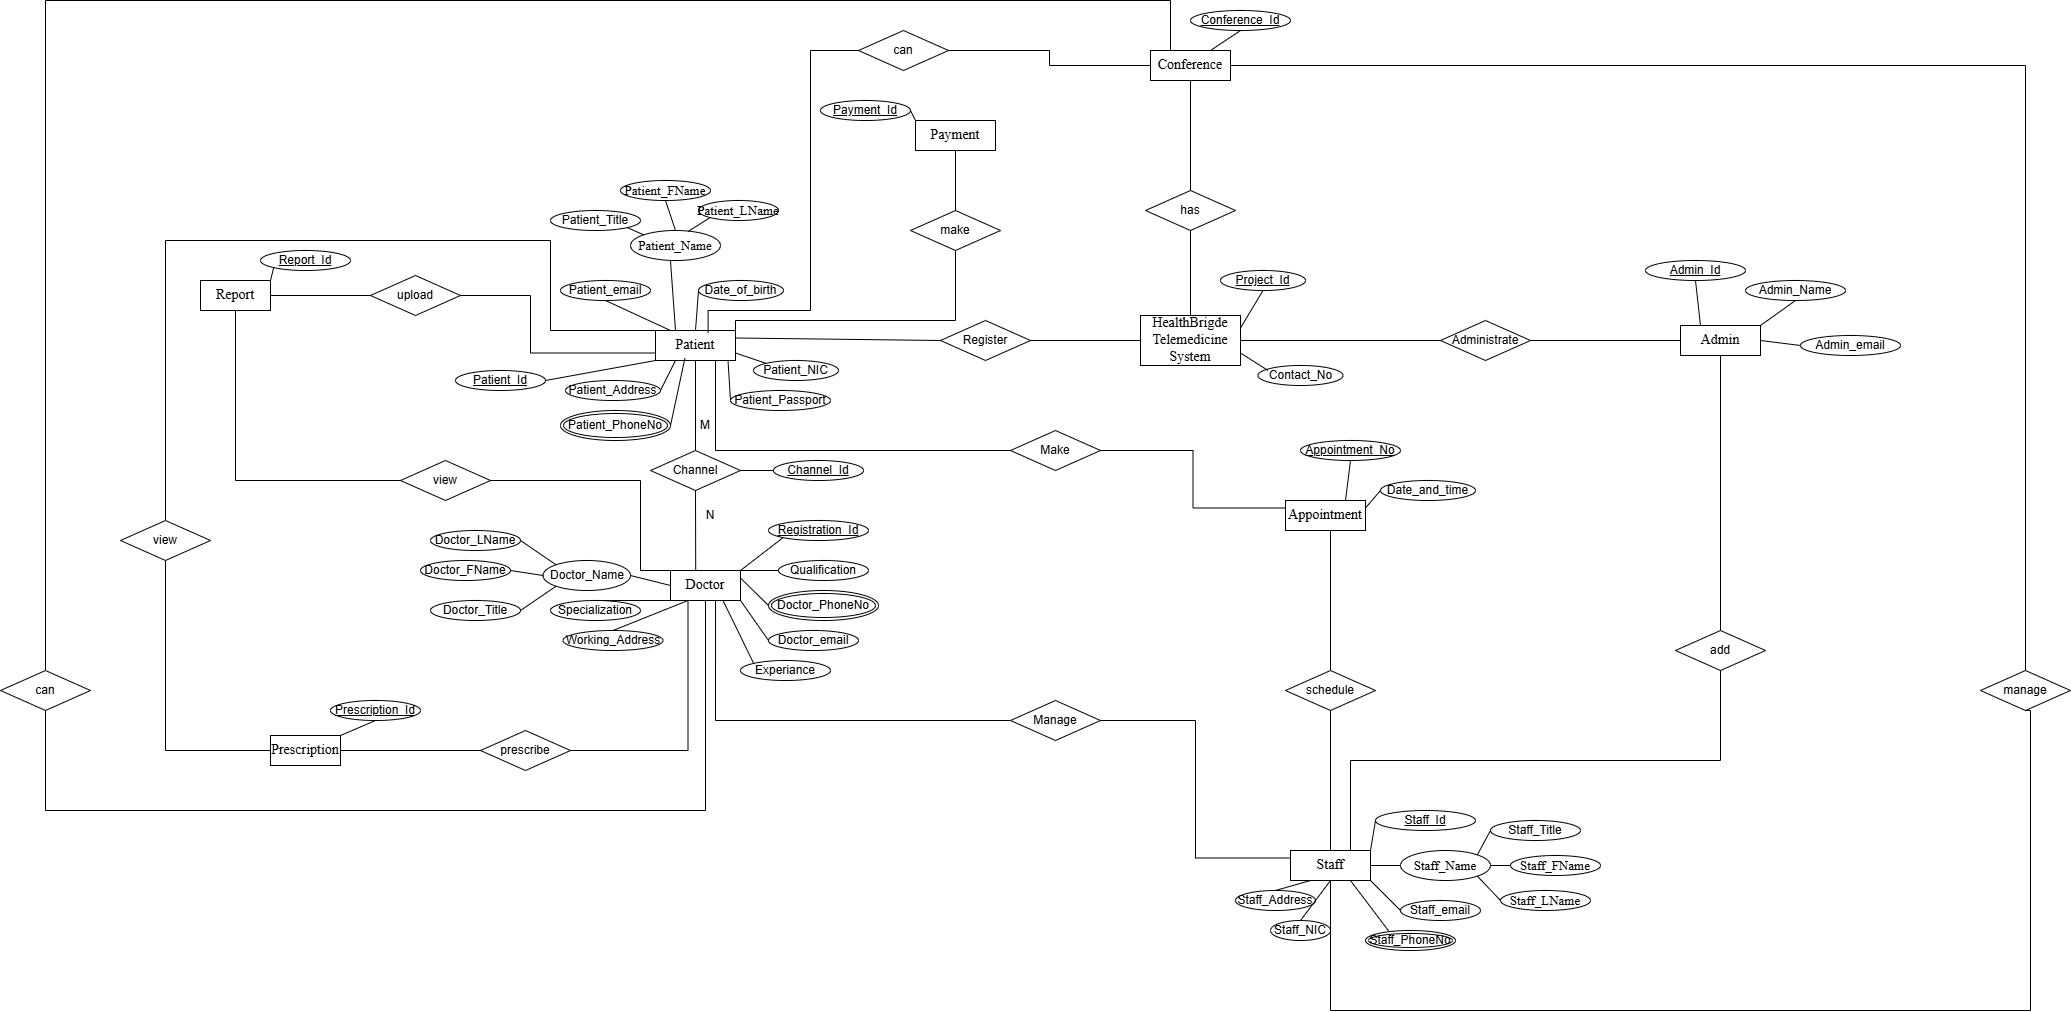 Conference_Id
can
Conference
Payment_Id
Payment
Patient_FName
Patient_Title
Patient_LName
Patient_Name
make
has
Report_Id
Report
upload
Patient_email
Date_of_birth
Project_Id
Admin_Id
Admin_Name
Patient
Register
HealthBrigde
Telemedicine
System
Administrate
Admin
Admin_email
Patient_Id
Patient_Address
Patient_NIC
Patient_Passport
Contact_No
Patient_PhoneNo
M
view
Channel
Channel_Id
Make
Appointment_No
Date_and_time
Appointment
N
view
Doctor_LName
Doctor_FName
Doctor_Name
Doctor_Title
Doctor
Registration_Id
Qualification
Doctor_PhoneNo
Specialization
Working_Address
Doctor_email
Experiance
add
can
schedule
manage
Prescription_Id
Prescription
prescribe
Manage
Staff_Id
Staff_Title
Staff
Staff_Name
Staff_FName
Staff_LName
Staff_Address
Staff_email
Staff_NIC
Staff_PhoneNo